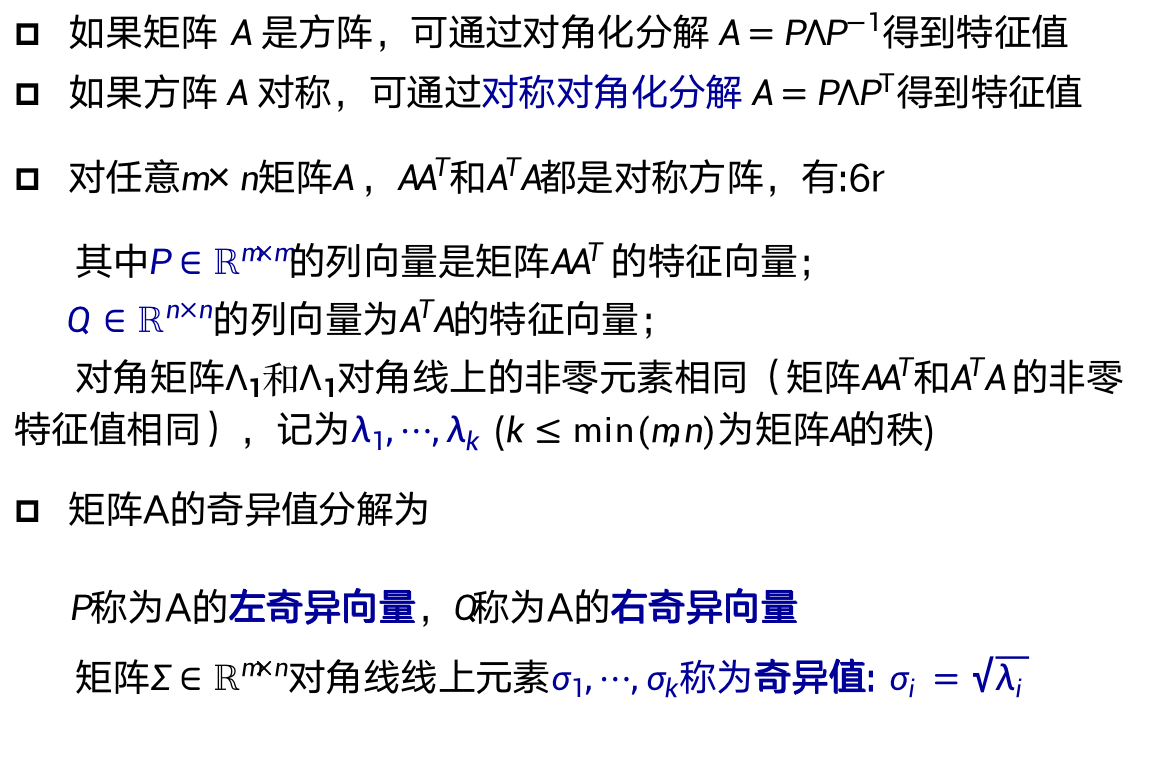 如果矩阵 A 是方阵，可通过对角化分解 A = PΛP⁻¹得到特征值
如果方阵 A 对称，可通过对称对角化分解 A = PΛPᵀ得到特征值
对任意m× n矩阵A ，AAᵀ和AᵀA都是对称方阵，有:6r
其中P ∈ ℝᵐˣᵐ的列向量是矩阵AAᵀ 的特征向量；
Q ∈ ℝⁿˣⁿ的列向量为AᵀA的特征向量；
对角矩阵Λ₁和Λ₁对角线上的非零元素相同（矩阵AAᵀ和AᵀA 的非零
特征值相同），记为λ₁, ⋯, λₖ (k ≤ min(m,n)为矩阵A的秩)
矩阵A的奇异值分解为
P称为A的左奇异向量，Q称为A的右奇异向量
矩阵Σ ∈ ℝᵐˣⁿ对角线线上元素σ₁, ⋯, σₖ称为奇异值: σᵢ = √λᵢ